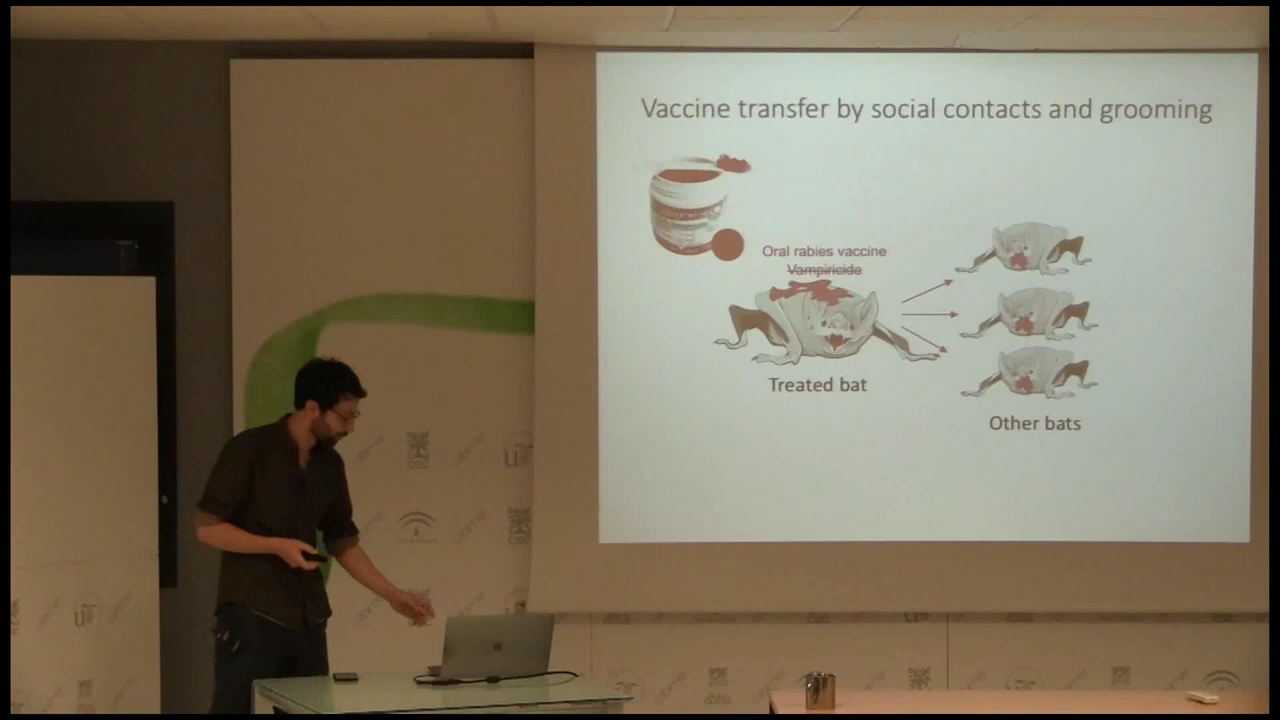 Vaccine transfer by social contacts and grooming
Oral rabies vaccine
Vampiricide
Treated bat
Other bats